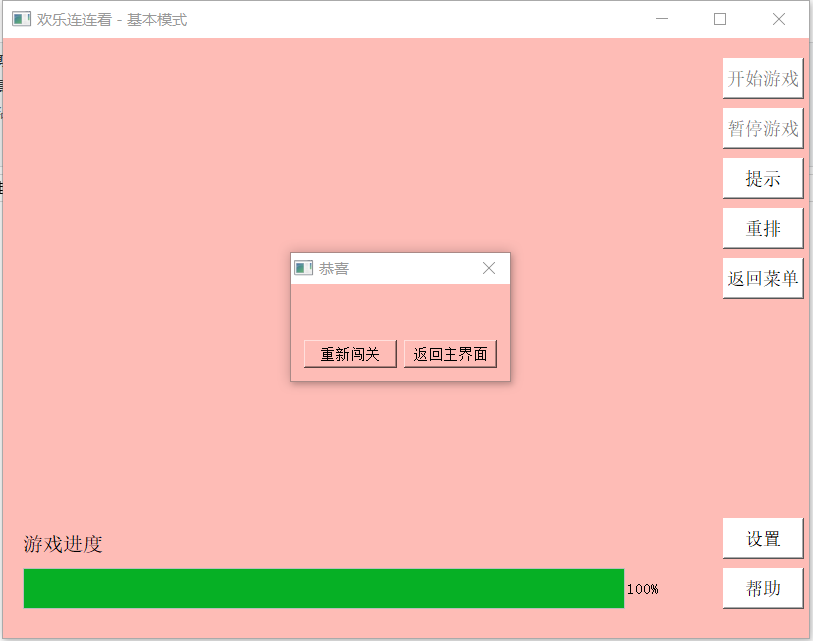 欢乐连连看 - 基本模式
开始游戏
暂停游戏
提示
重排
返回菜单
恭喜
重新闯关 返回主界面
游戏进度
100%
设置
帮助